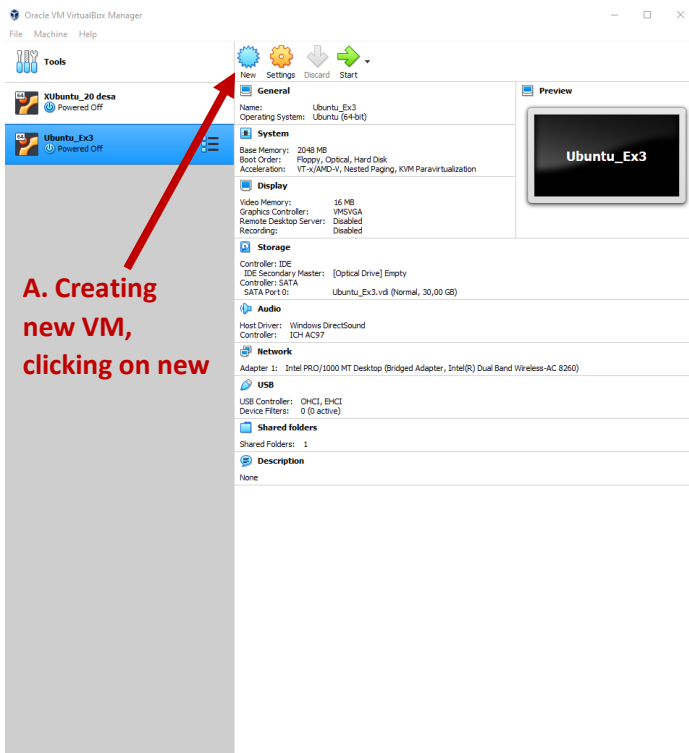 Oracle VM VirtualBox Manager
File Machine Help
Tools
New Settings Discard Start
64 XUbuntu_20 desa
Powered Off
64 Ubuntu_Ex3
Powered Off
General
Name: Ubuntu_Ex3
Operating System: Ubuntu (64-bit)
Preview
Ubuntu_Ex3
System
Base Memory: 2048 MB
Boot Order: Floppy, Optical, Hard Disk
Acceleration: VT-x/AMD-V, Nested Paging, KVM Paravirtualization
Display
Video Memory: 16 MB
Graphics Controller: VMSVGA
Remote Desktop Server: Disabled
Recording: Disabled
Storage
Controller: IDE
IDE Secondary Master: [Optical Drive] Empty
Controller: SATA
SATA Port 0: Ubuntu_Ex3.vdi (Normal, 30,00 GB)
Audio
Host Driver: Windows DirectSound
Controller: ICH AC97
Network
Adapter 1: Intel PRO/1000 MT Desktop (Bridged Adapter, Intel(R) Dual Band Wireless-AC 8260)
USB
USB Controller: OHCI, EHCI
Device Filters: 0 (0 active)
Shared folders
Shared Folders: 1
Description
None
A. Creating
new VM,
clicking on new